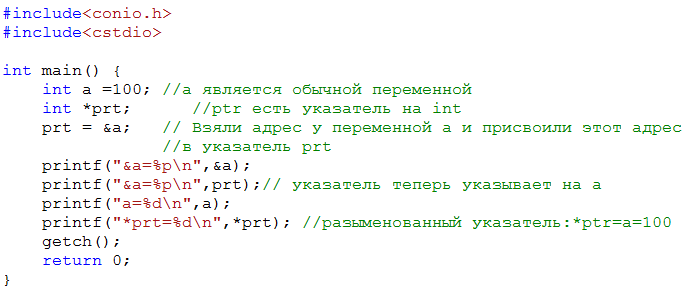 #include<conio.h>
#include<cstdio>
int main() {
int a =100; //a является обычной переменной
int *prt; //ptr есть указатель на int
prt = &a; // Взяли адрес у переменной а и присвоили этот адрес
//в указатель prt
printf("&a=%p\n",&a);
printf("&a=%p\n",prt);// указатель теперь указывает на а
printf("a=%d\n",a);
printf("*prt=%d\n",*prt); //разыменованный указатель:*ptr=a=100
getch();
return 0;
}